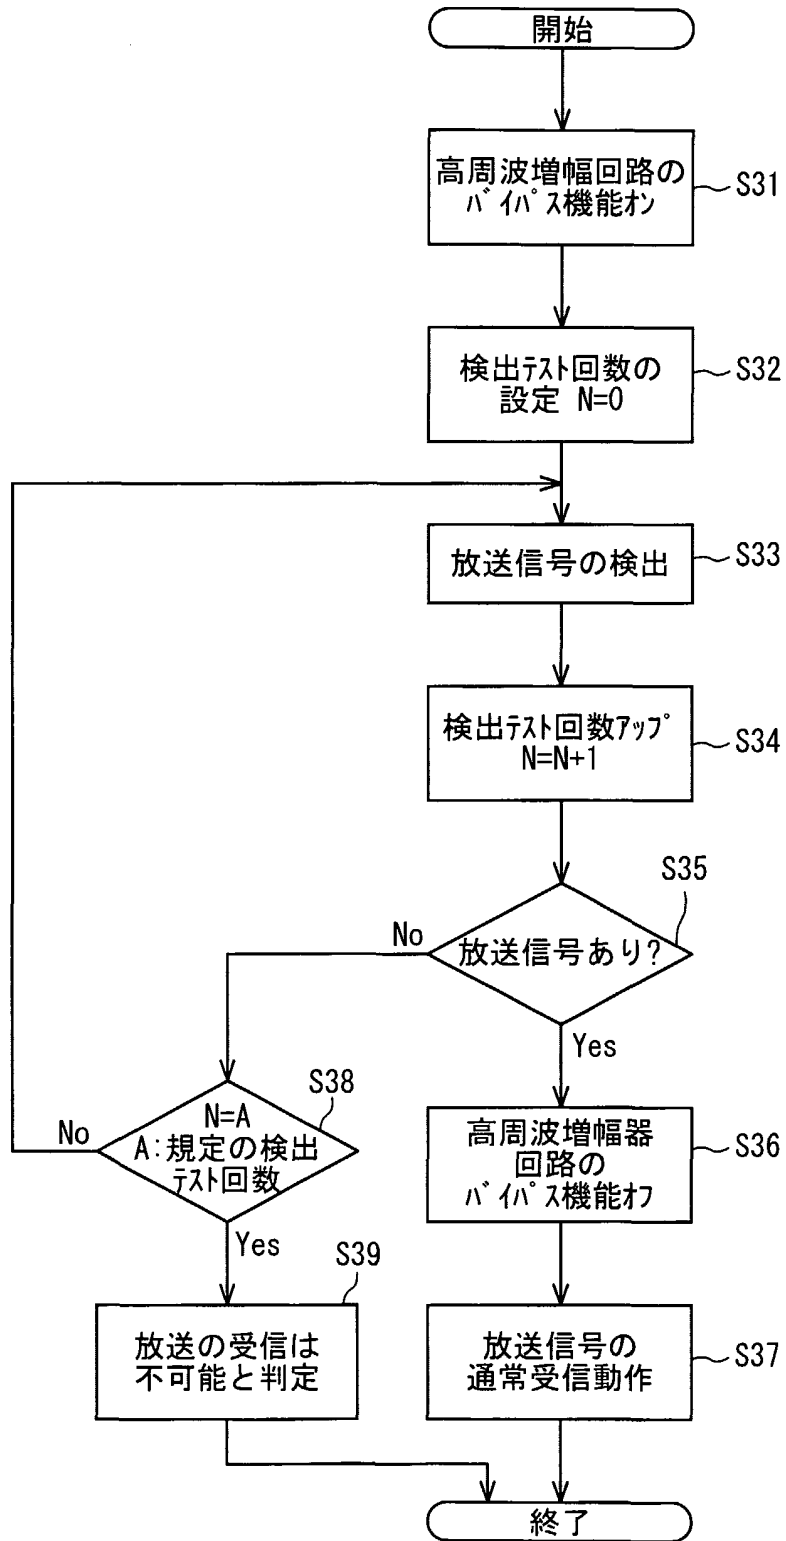 開始
高周波増幅回路の
バイパス機能オン
S31
検出テスト回数の
設定 N=0
S32
放送信号の検出
S33
検出テスト回数アップ
N=N+1
S34
S35
放送信号あり?
No
Yes
高周波増幅器
回路の
バイパス機能オフ
S36
S38
N=A
A:規定の検出
テスト回数
No
Yes
S39
放送の受信は
不可能と判定
放送信号の
通常受信動作
S37
終了